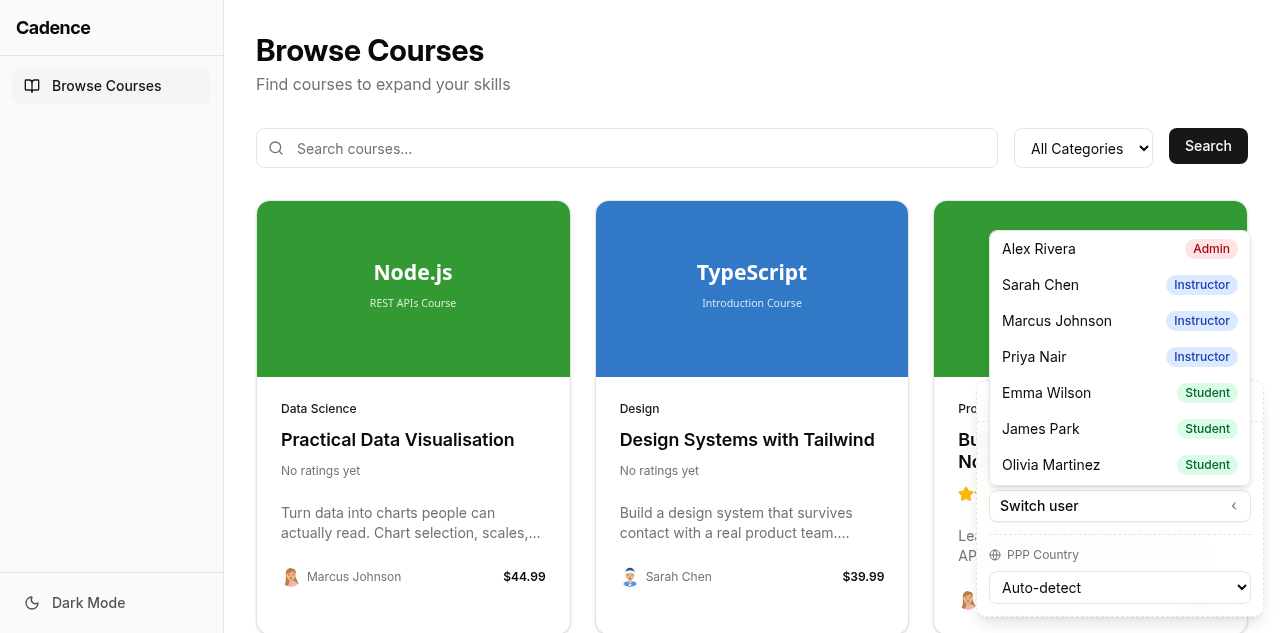 Cadence
Browse Courses
Dark Mode
Browse Courses
Find courses to expand your skills
Search courses...
All Categories
Search
Node.js
REST APIs Course
Data Science
Practical Data Visualisation
No ratings yet
Turn data into charts people can
actually read. Chart selection, scales,...
Marcus Johnson
$44.99
TypeScript
Introduction Course
Design
Design Systems with Tailwind
No ratings yet
Build a design system that survives
contact with a real product team....
Sarah Chen
$39.99
Alex Rivera Admin
Sarah Chen Instructor
Marcus Johnson Instructor
Priya Nair Instructor
Emma Wilson Student
James Park Student
Olivia Martinez Student
Switch user
PPP Country
Auto-detect